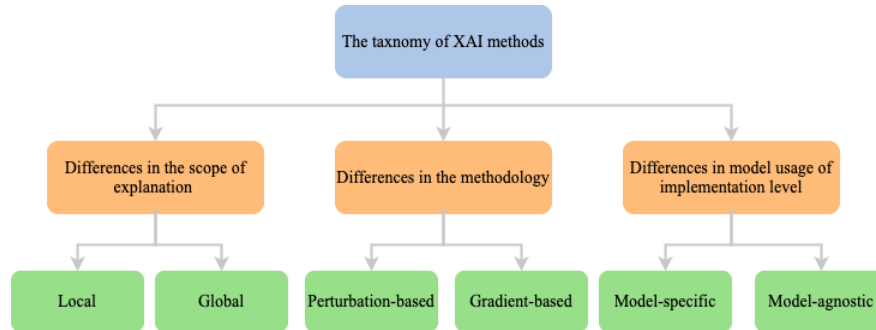 The taxnomy of XAI methods
Differences in the scope of
explanation
Differences in the methodology
Differences in model usage of
implementation level
Local
Global
Perturbation-based
Gradient-based
Model-specific
Model-agnostic